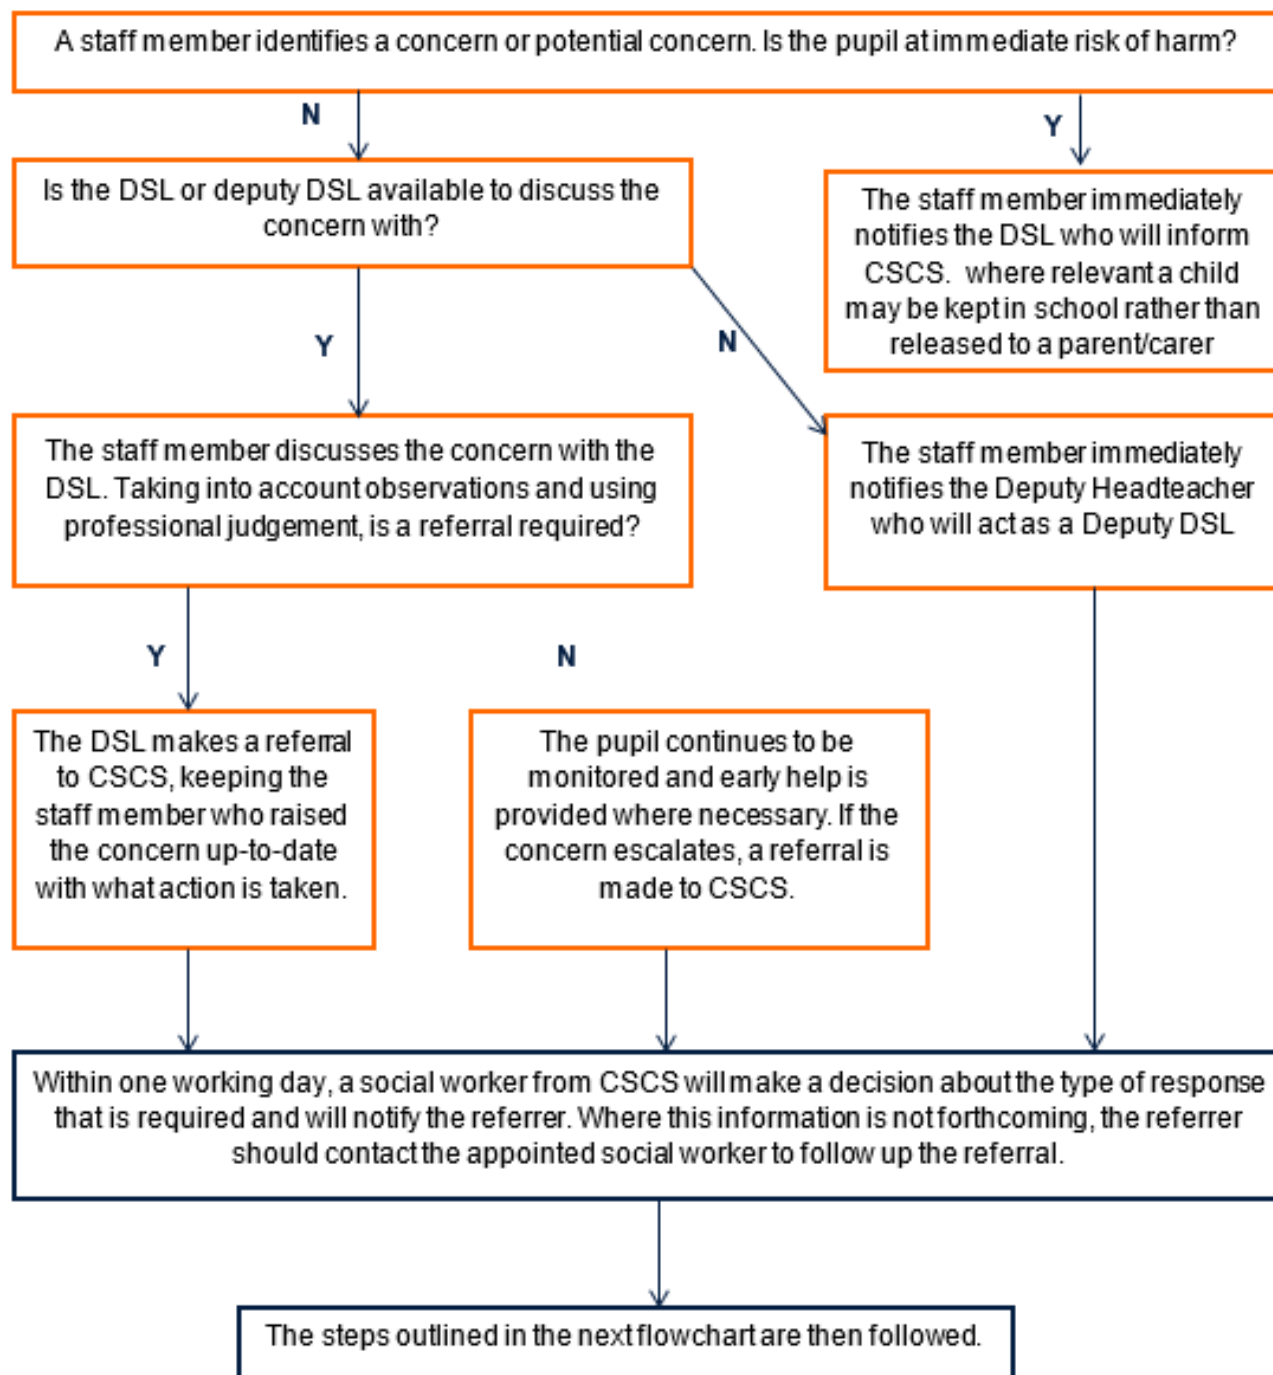 A staff member identifies a concern or potential concern. Is the pupil at immediate risk of harm?
N
Y
Is the DSL or deputy DSL available to discuss the
concern with?
The staff member immediately
notifies the DSL who will inform
CSCS.  where relevant a child
may be kept in school rather than
released to a parent/carer
Y
N
The staff member discusses the concern with the
DSL. Taking into account observations and using
professional judgement, is a referral required?
The staff member immediately
notifies the Deputy Headteacher
who will act as a Deputy DSL
Y
N
The DSL makes a referral
to CSCS, keeping the
staff member who raised
the concern up-to-date
with what action is taken.
The pupil continues to be
monitored and early help is
provided where necessary. If the
concern escalates, a referral is
made to CSCS.
Within one working day, a social worker from CSCS will make a decision about the type of response
that is required and will notify the referrer. Where this information is not forthcoming, the referrer
should contact the appointed social worker to follow up the referral.
The steps outlined in the next flowchart are then followed.